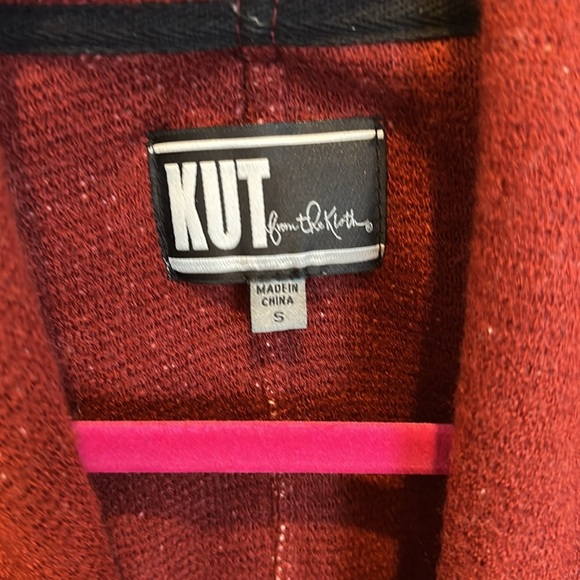 KUT from the Kloth
MADE IN
CHINA
S